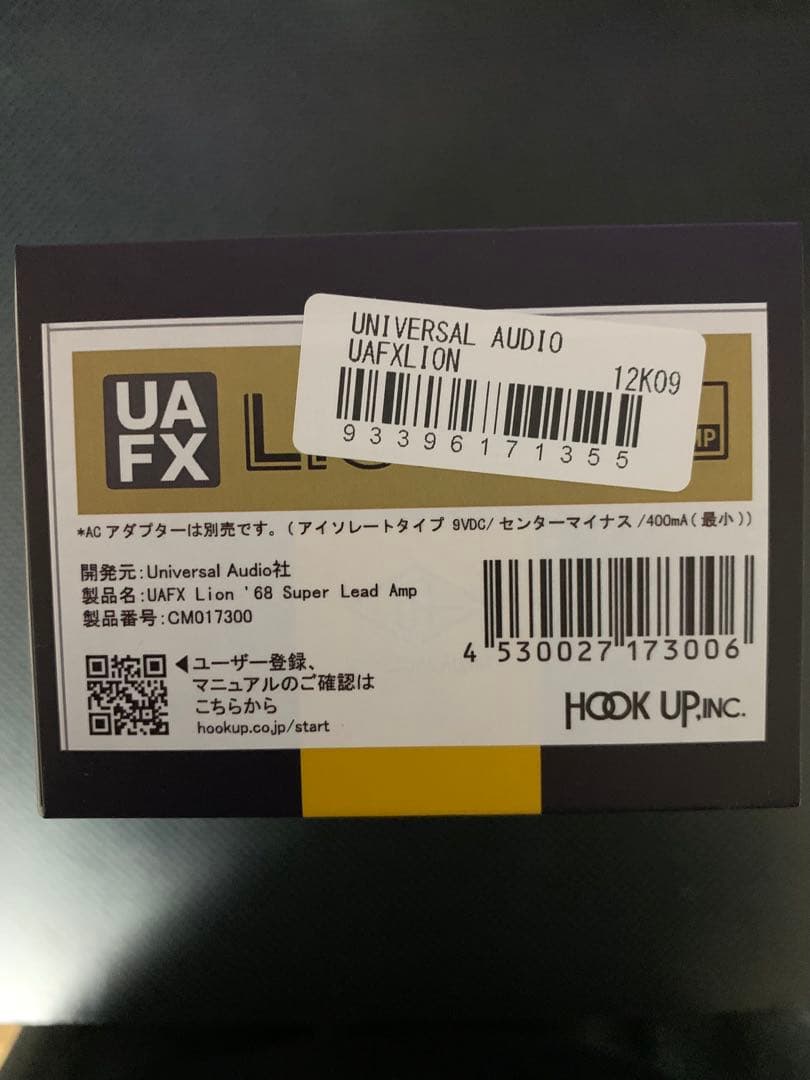 UNIVERSAL AUDIO
UAFXLION
12K09
93396171355
UA
FX
*ACアダプターは別売です。(アイソレートタイプ 9VDC/センターマイナス/400mA(最小))
開発元:Universal Audio社
製品名:UAFX Lion '68 Super Lead Amp
製品番号:CM017300
4 530027 173006
◀ユーザー登録、
マニュアルのご確認は
こちらから
hookup.co.jp/start
HOOK UP,INC.